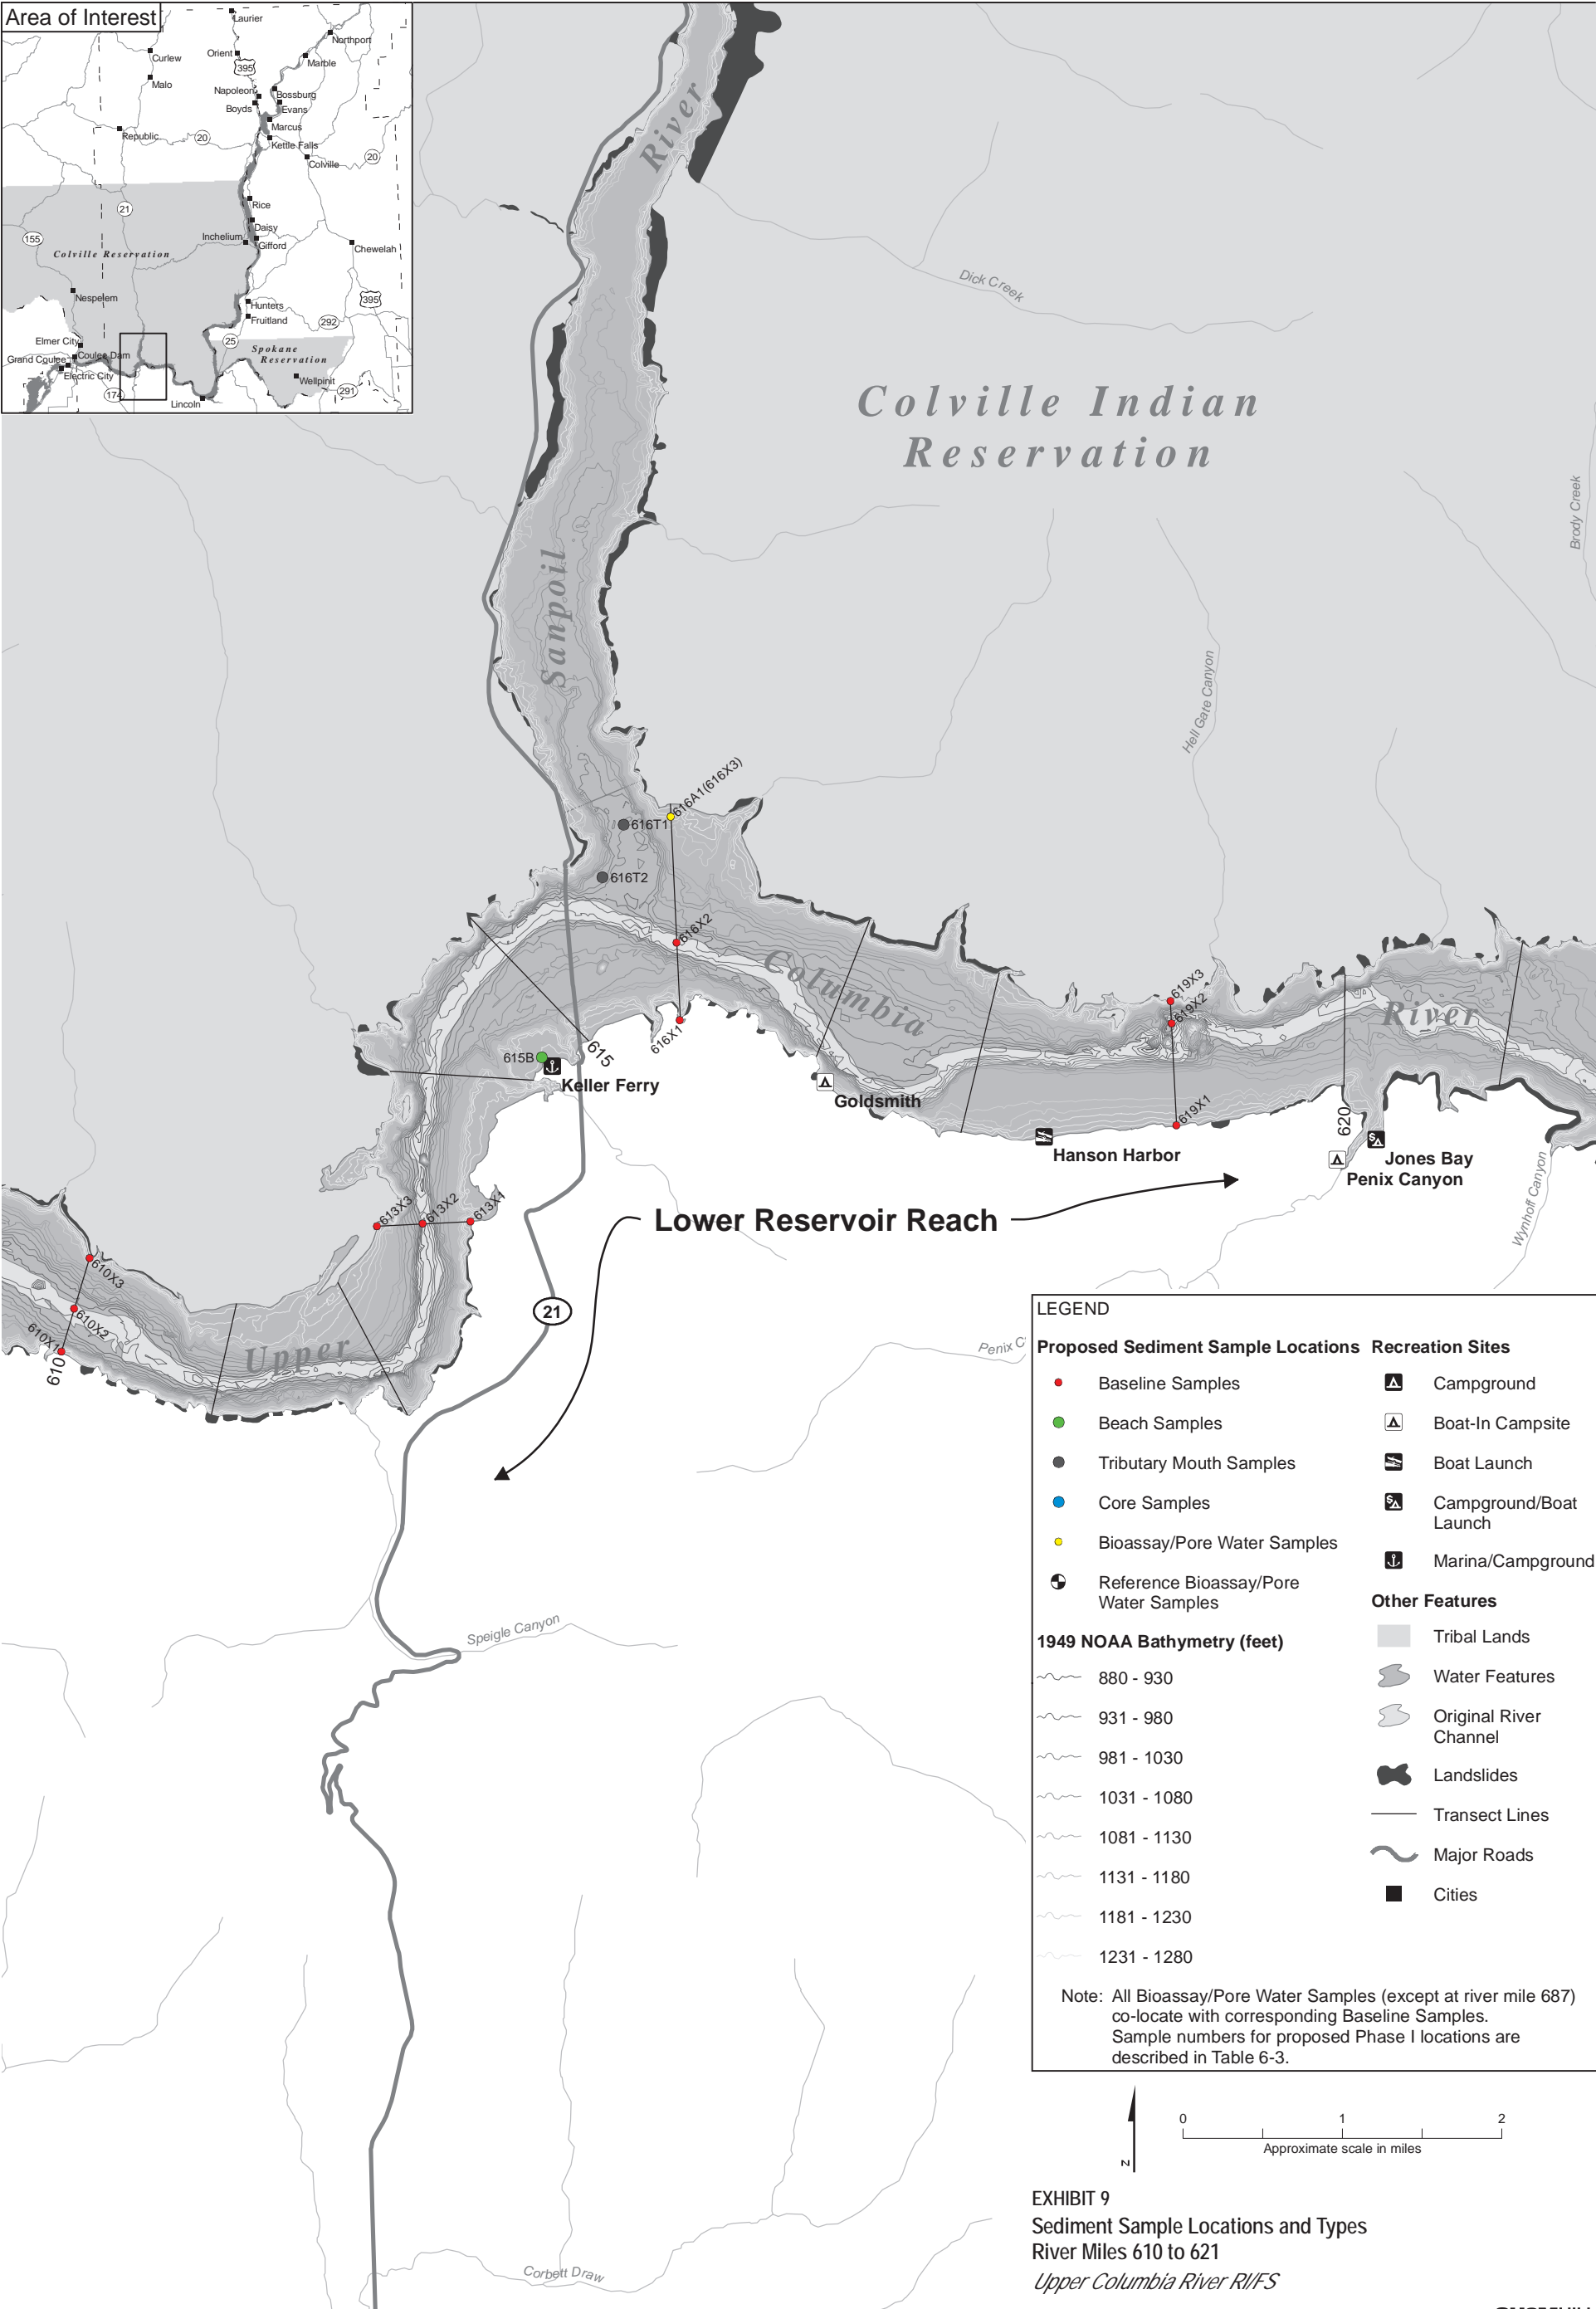 Area of Interest
Laurier
Northport
Curlew
Orient
395
Marble
Malo
Napoleon
Bossburg
Boyds
Evans
Marcus
Republic
20
Kettle Falls
Colville
20
21
Rice
Daisy
155
Inchelium
Gifford
Colville Reservation
Chewelah
Nespelem
Hunters
395
Fruitland
292
Elmer City
25
Spokane
Reservation
Coulee Dam
Grand Coulee
Electric City
Wellpinit
174
291
Lincoln
River
Dick Creek
Colville Indian
Reservation
Brody Creek
Sanpoil
Hell Gate Canyon
616A1(616X3)
616T1
616T2
616X2
Columbia
River
619X3
619X2
616X1
615
615B
Keller Ferry
Goldsmith
619X1
620
Hanson Harbor
Jones Bay
Penix Canyon
Wynhoff Canyon
613X3
613X2
613X1
Lower Reservoir Reach
610X3
610X2
610X1
610
Upper
21
Penix C
Speigle Canyon
Corbett Draw
LEGEND
Proposed Sediment Sample Locations
Baseline Samples
Beach Samples
Tributary Mouth Samples
Core Samples
Bioassay/Pore Water Samples
Reference Bioassay/Pore
Water Samples
1949 NOAA Bathymetry (feet)
880 - 930
931 - 980
981 - 1030
1031 - 1080
1081 - 1130
1131 - 1180
1181 - 1230
1231 - 1280
Recreation Sites
Campground
Boat-In Campsite
Boat Launch
Campground/Boat
Launch
Marina/Campground
Other Features
Tribal Lands
Water Features
Original River
Channel
Landslides
Transect Lines
Major Roads
Cities
Note: All Bioassay/Pore Water Samples (except at river mile 687)
co-locate with corresponding Baseline Samples.
Sample numbers for proposed Phase I locations are
described in Table 6-3.
N
0 1 2
Approximate scale in miles
EXHIBIT 9
Sediment Sample Locations and Types
River Miles 610 to 621
Upper Columbia River RI/FS